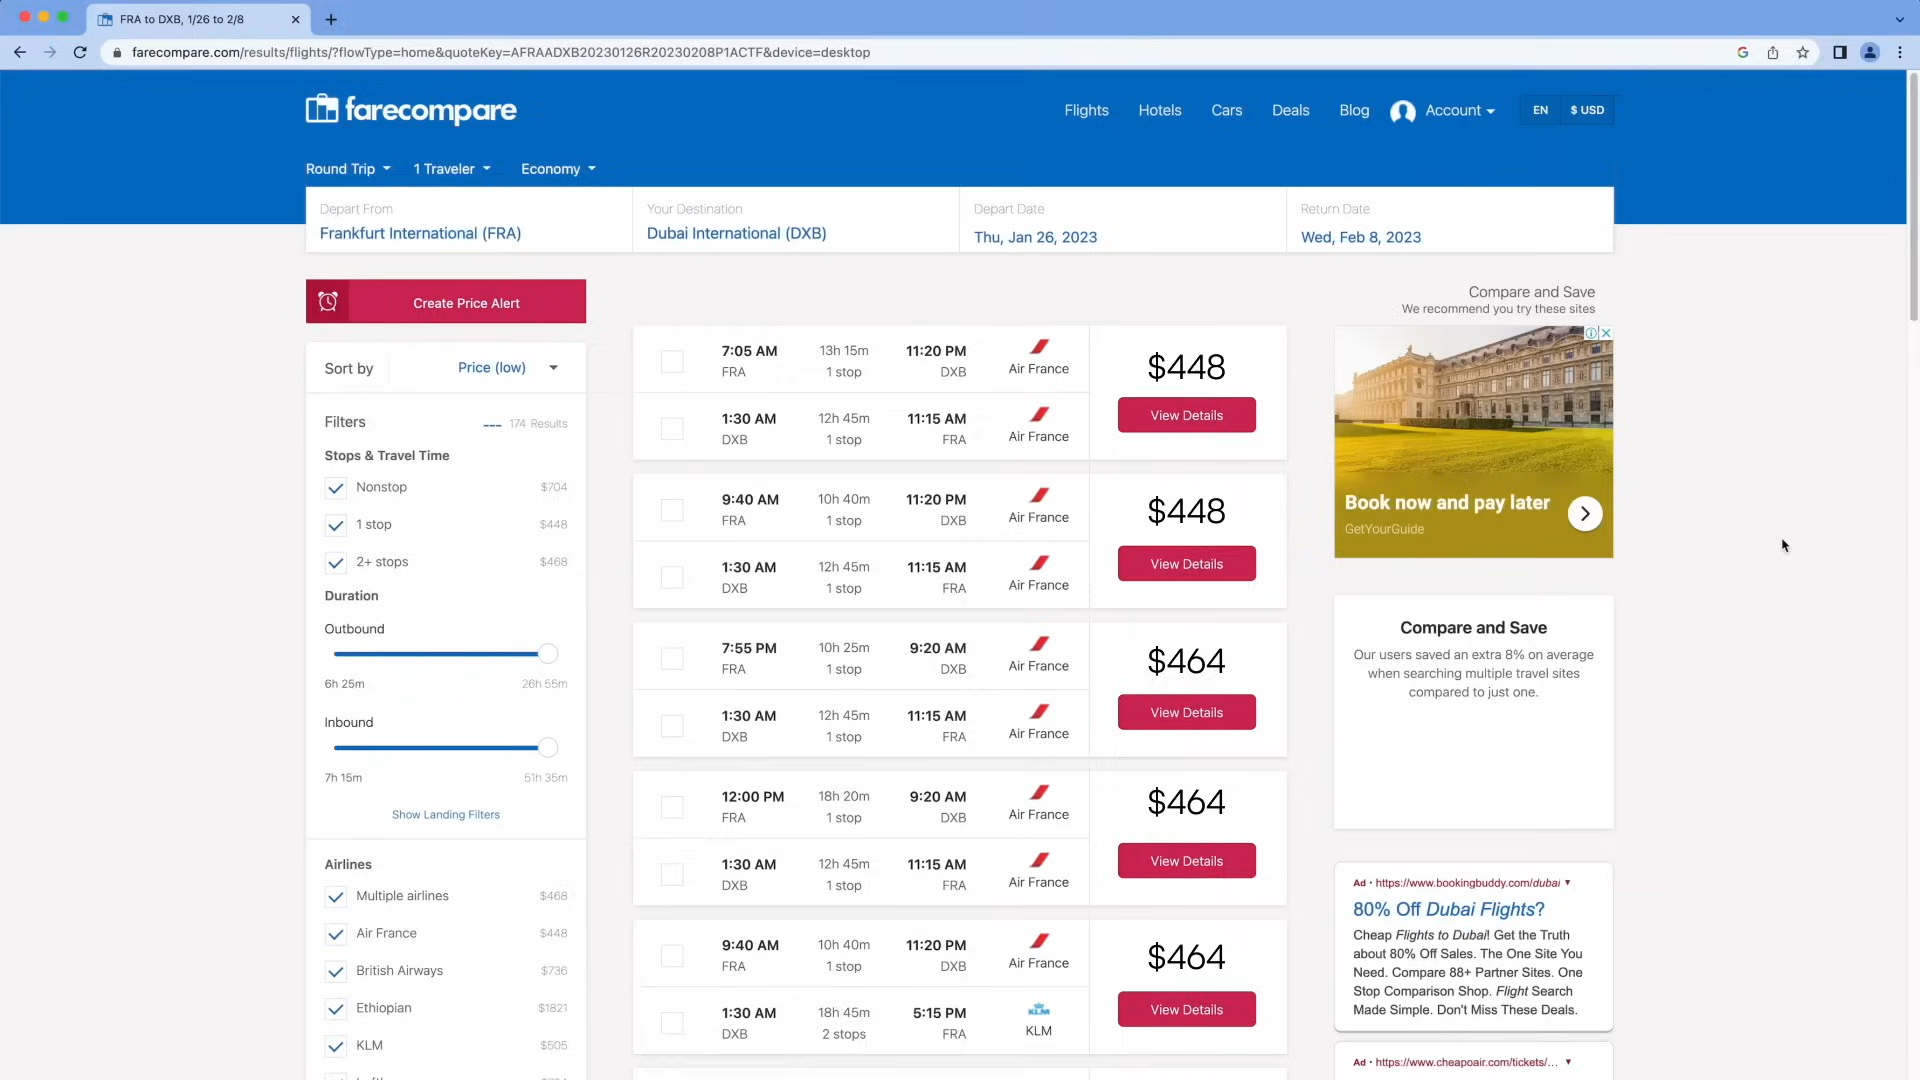 FRA to DXB, 1/26 to 2/8
farecompare.com/results/flights/?flowType=home&quoteKey=AFRAADXB20230126R20230208P1ACTF&device=desktop
farecompare
Flights Hotels Cars Deals Blog Account EN $ USD
Round Trip 1 Traveler Economy
Depart From
Frankfurt International (FRA)
Your Destination
Dubai International (DXB)
Depart Date
Thu, Jan 26, 2023
Return Date
Wed, Feb 8, 2023
Create Price Alert
Sort by Price (low)
Filters 174 Results
Stops & Travel Time
Nonstop $704
1 stop $448
2+ stops $468
Duration
Outbound
6h 25m 26h 55m
Inbound
7h 15m 51h 35m
Show Landing Filters
Airlines
Multiple airlines $468
Air France $448
British Airways $736
Ethiopian $1821
KLM $505
7:05 AM 13h 15m 11:20 PM
FRA 1 stop DXB Air France
1:30 AM 12h 45m 11:15 AM
DXB 1 stop FRA Air France
$448
View Details
9:40 AM 10h 40m 11:20 PM
FRA 1 stop DXB Air France
1:30 AM 12h 45m 11:15 AM
DXB 1 stop FRA Air France
$448
View Details
7:55 PM 10h 25m 9:20 AM
FRA 1 stop DXB Air France
1:30 AM 12h 45m 11:15 AM
DXB 1 stop FRA Air France
$464
View Details
12:00 PM 18h 20m 9:20 AM
FRA 1 stop DXB Air France
1:30 AM 12h 45m 11:15 AM
DXB 1 stop FRA Air France
$464
View Details
9:40 AM 10h 40m 11:20 PM
FRA 1 stop DXB Air France
1:30 AM 18h 45m 5:15 PM
DXB 2 stops FRA KLM
KLM
$464
View Details
Compare and Save
We recommend you try these sites
Book now and pay later
GetYourGuide
Compare and Save
Our users saved an extra 8% on average
when searching multiple travel sites
compared to just one.
Ad · https://www.bookingbuddy.com/dubai
80% Off Dubai Flights?
Cheap Flights to Dubai! Get the Truth
about 80% Off Sales. The One Site You
Need. Compare 88+ Partner Sites. One
Stop Comparison Shop. Flight Search
Made Simple. Don't Miss These Deals.
Ad · https://www.cheapoair.com/tickets/...